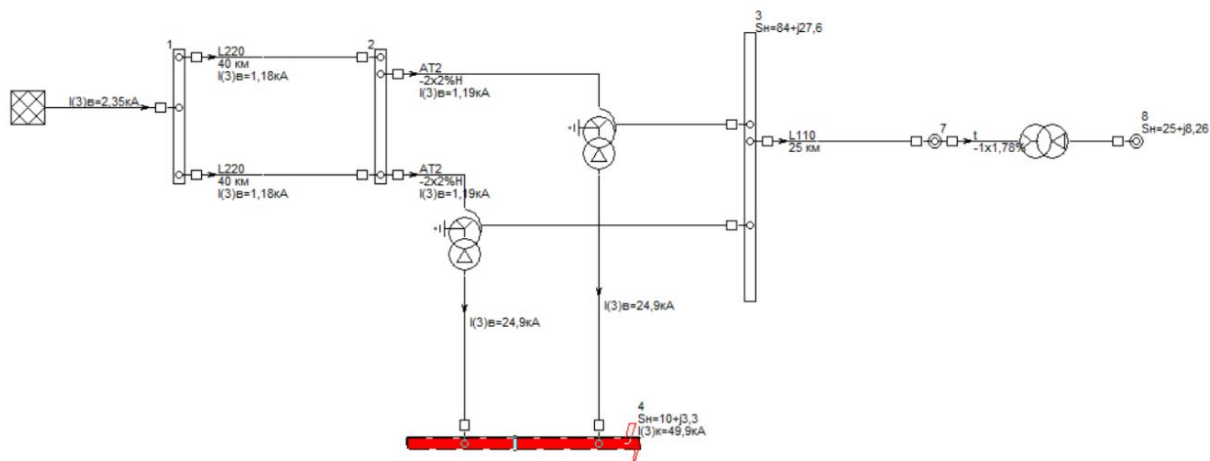 3
Sн=84+j27,6
1
L220
40 км
I(3)в=1,18кА
2
AT2
-2x2%Н
I(3)в=1,19кА
I(3)в=2,35кА
L110
25 км
7
t
-1x1,78%
8
Sн=25+j8,26
L220
40 км
I(3)в=1,18кА
AT2
-2x2%Н
I(3)в=1,19кА
I(3)в=24,9кА
I(3)в=24,9кА
4
Sн=10+j3,3
I(3)к=49,9кА